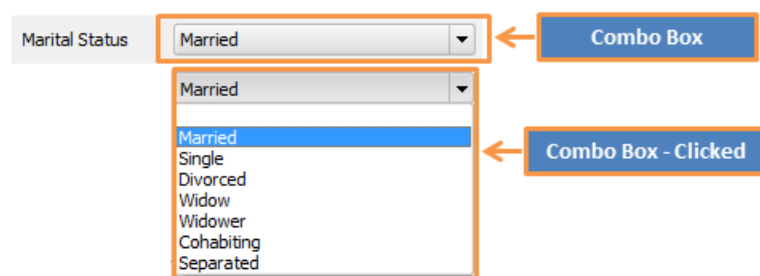 Marital Status Married Combo Box
Married
Married
Single
Combo Box - Clicked
Divorced
Widow
Widower
Cohabiting
Separated